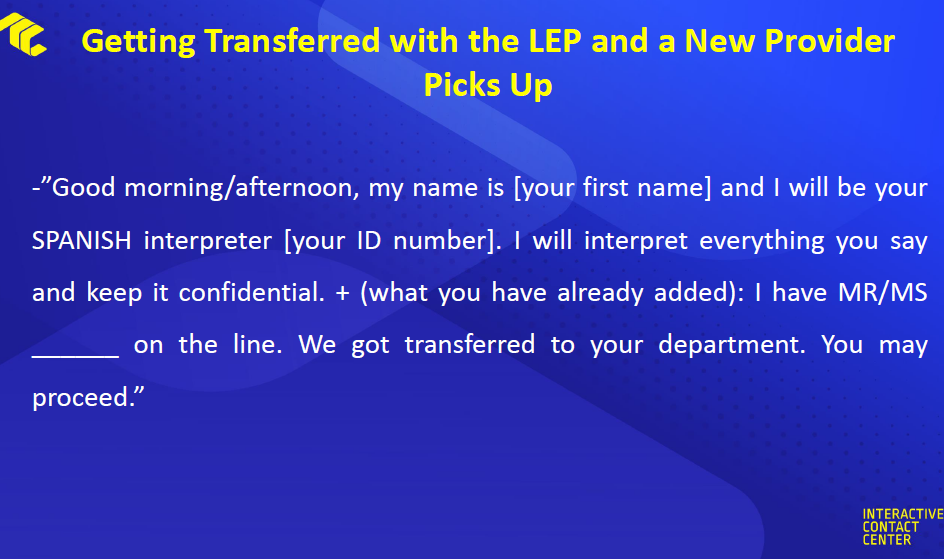 Getting Transferred with the LEP and a New Provider
Picks Up
-”Good morning/afternoon, my name is [your first name] and I will be your
SPANISH interpreter [your ID number]. I will interpret everything you say
and keep it confidential. + (what you have already added): I have MR/MS
______ on the line. We got transferred to your department. You may
proceed.”
INTERACTIVE
CONTACT
CENTER